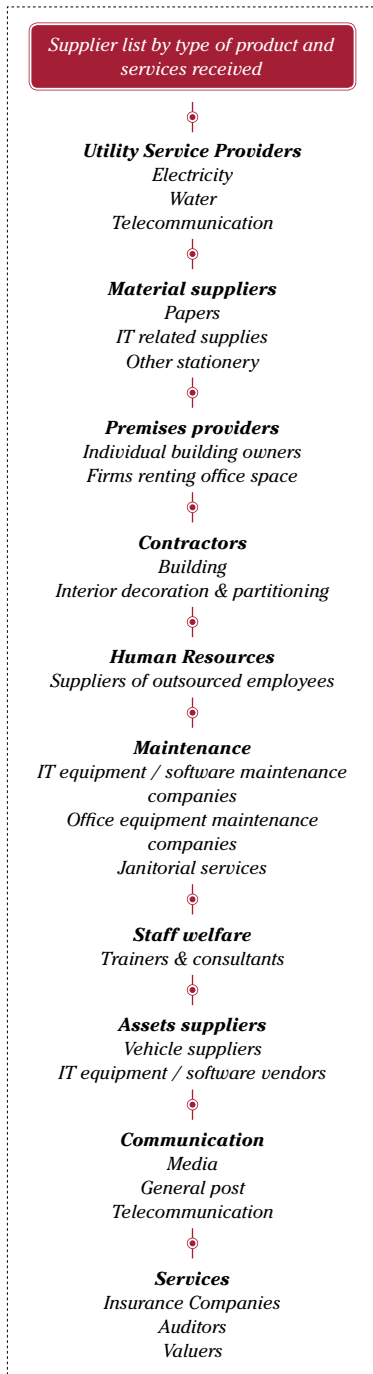 Supplier list by type of product and
services received
Utility Service Providers
Electricity
Water
Telecommunication
Material suppliers
Papers
IT related supplies
Other stationery
Premises providers
Individual building owners
Firms renting office space
Contractors
Building
Interior decoration & partitioning
Human Resources
Suppliers of outsourced employees
Maintenance
IT equipment / software maintenance
companies
Office equipment maintenance
companies
Janitorial services
Staff welfare
Trainers & consultants
Assets suppliers
Vehicle suppliers
IT equipment / software vendors
Communication
Media
General post
Telecommunication
Services
Insurance Companies
Auditors
Valuers